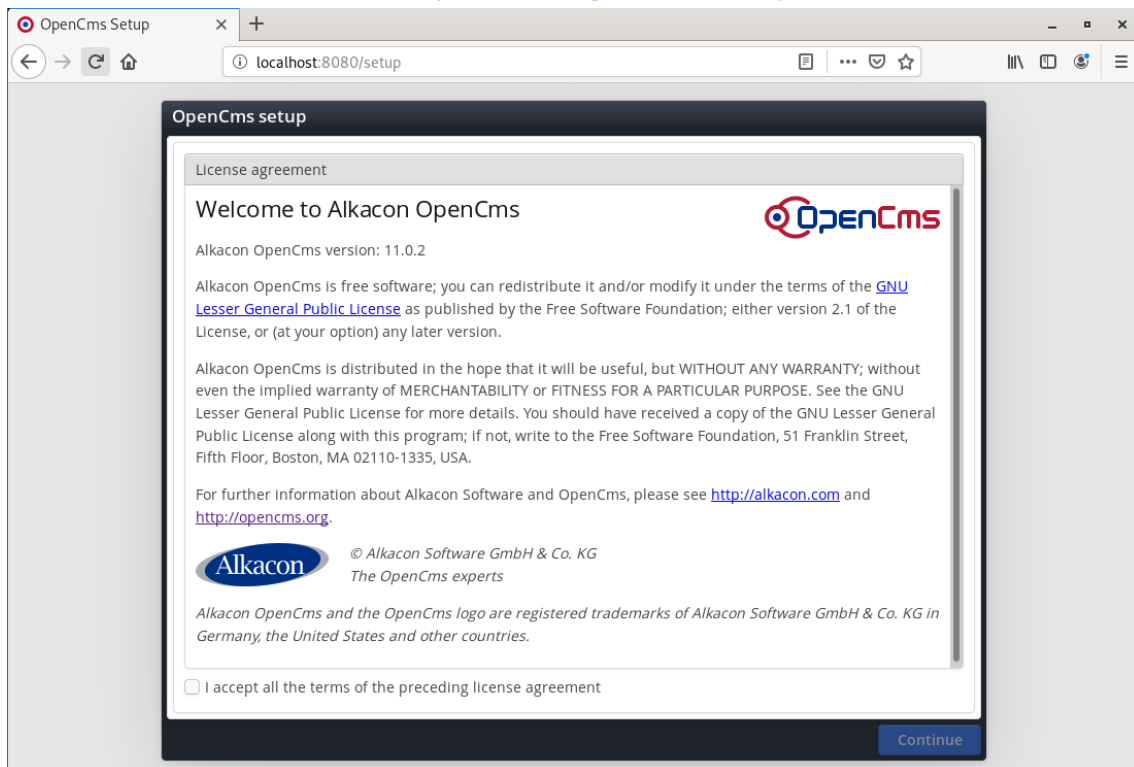 OpenCms Setup
localhost:8080/setup
OpenCms setup
License agreement
Welcome to Alkacon OpenCms
OpenCms
Alkacon OpenCms version: 11.0.2
Alkacon OpenCms is free software; you can redistribute it and/or modify it under the terms of the GNU
Lesser General Public License as published by the Free Software Foundation; either version 2.1 of the
License, or (at your option) any later version.
Alkacon OpenCms is distributed in the hope that it will be useful, but WITHOUT ANY WARRANTY; without
even the implied warranty of MERCHANTABILITY or FITNESS FOR A PARTICULAR PURPOSE. See the GNU
Lesser General Public License for more details. You should have received a copy of the GNU Lesser General
Public License along with this program; if not, write to the Free Software Foundation, 51 Franklin Street,
Fifth Floor, Boston, MA 02110-1335, USA.
For further information about Alkacon Software and OpenCms, please see http://alkacon.com and
http://opencms.org.
Alkacon
© Alkacon Software GmbH & Co. KG
The OpenCms experts
Alkacon OpenCms and the OpenCms logo are registered trademarks of Alkacon Software GmbH & Co. KG in
Germany, the United States and other countries.
I accept all the terms of the preceding license agreement
Continue